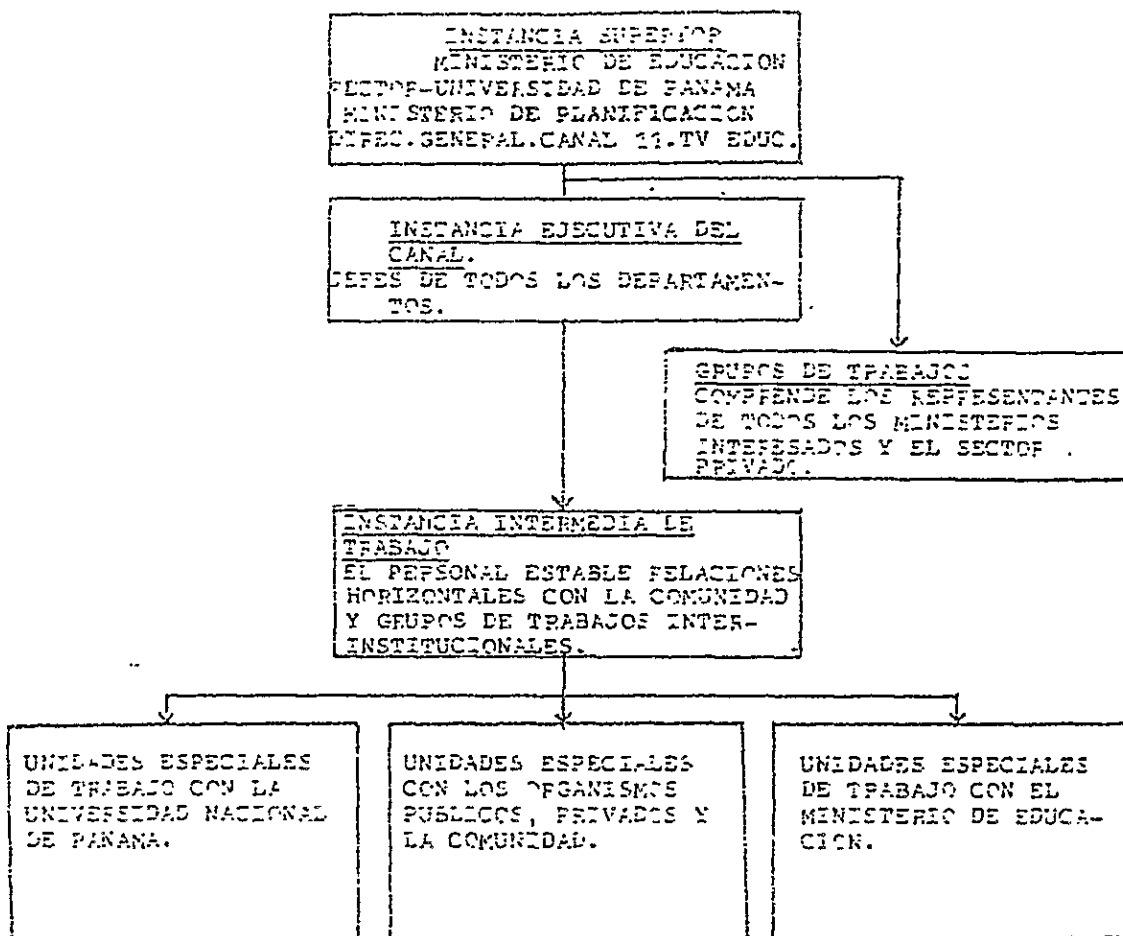 INSTANCIA SUPERIOR
MINISTERIO DE EDUCACION
RECTOR-UNIVERSIDAD DE PANAMA
MINISTERIO DE PLANIFICACION
DIREC.GENERAL.CANAL 11.TV EDUC.
INSTANCIA EJECUTIVA DEL
CANAL.
JEFES DE TODOS LOS DEPARTAMEN-
TOS.
GRUPOS DE TRABAJOS
COMPRENDE LOS REPRESENTANTES
DE TODOS LOS MINISTERIOS
INTERESADOS Y EL SECTOR
PRIVADO.
INSTANCIA INTERMEDIA DE
TRABAJO
EL PERSONAL ESTABLE RELACIONES
HORIZONTALES CON LA COMUNIDAD
Y GRUPOS DE TRABAJOS INTER-
INSTITUCIONALES.
UNIDADES ESPECIALES
DE TRABAJO CON LA
UNIVERSIDAD NACIONAL
DE PANAMA.
UNIDADES ESPECIALES
CON LOS ORGANISMOS
PUBLICOS, PRIVADOS Y
LA COMUNIDAD.
UNIDADES ESPECIALES
DE TRABAJO CON EL
MINISTERIO DE EDUCA-
CION.